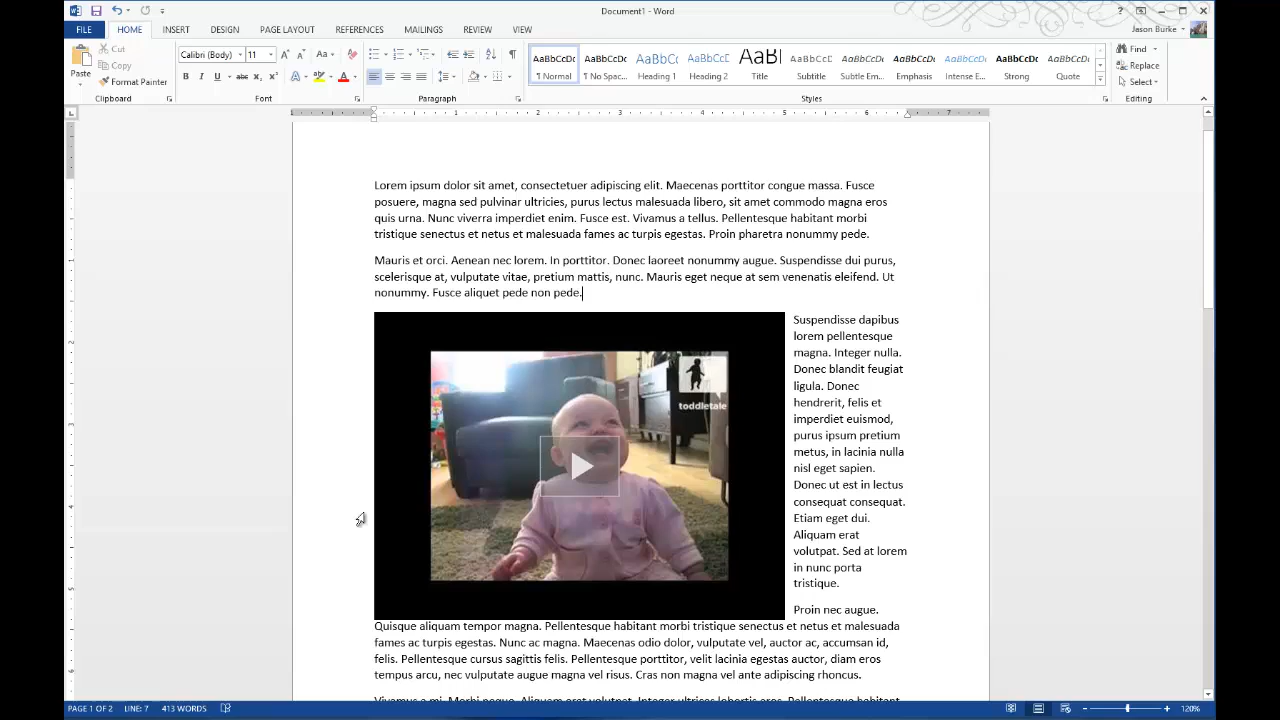 Document1 - Word
?
FILE HOME INSERT DESIGN PAGE LAYOUT REFERENCES MAILINGS REVIEW VIEW
Jason Burke
Paste
Cut
Copy
Format Painter
Clipboard
Calibri (Body) 11
Font
Paragraph
AaBbCcDc AaBbCcDc AaBbCc AaBbCcC AaBl AaBbCcC AaBbCcDc AaBbCcDc AaBbCcDc AaBbCcDc AaBbCcDc
¶ Normal ¶ No Spac... Heading 1 Heading 2 Title Subtitle Subtle Em... Emphasis Intense E... Strong Quote
Styles
Find
Replace
Select
Editing
1 2 3 4 5 6 7
Lorem ipsum dolor sit amet, consectetuer adipiscing elit. Maecenas porttitor congue massa. Fusce
posuere, magna sed pulvinar ultricies, purus lectus malesuada libero, sit amet commodo magna eros
quis urna. Nunc viverra imperdiet enim. Fusce est. Vivamus a tellus. Pellentesque habitant morbi
tristique senectus et netus et malesuada fames ac turpis egestas. Proin pharetra nonummy pede.
Mauris et orci. Aenean nec lorem. In porttitor. Donec laoreet nonummy augue. Suspendisse dui purus,
scelerisque at, vulputate vitae, pretium mattis, nunc. Mauris eget neque at sem venenatis eleifend. Ut
nonummy. Fusce aliquet pede non pede.
toddletale
Suspendisse dapibus
lorem pellentesque
magna. Integer nulla.
Donec blandit feugiat
ligula. Donec
hendrerit, felis et
imperdiet euismod,
purus ipsum pretium
metus, in lacinia nulla
nisl eget sapien.
Donec ut est in lectus
consequat consequat.
Etiam eget dui.
Aliquam erat
volutpat. Sed at lorem
in nunc porta
tristique.
Proin nec augue.
Quisque aliquam tempor magna. Pellentesque habitant morbi tristique senectus et netus et malesuada
fames ac turpis egestas. Nunc ac magna. Maecenas odio dolor, vulputate vel, auctor ac, accumsan id,
felis. Pellentesque cursus sagittis felis. Pellentesque porttitor, velit lacinia egestas auctor, diam eros
tempus arcu, nec vulputate augue magna vel risus. Cras non magna vel ante adipiscing rhoncus.
Vivamus a mi. Morbi neque. Aliquam erat volutpat. Integer ultrices lobortis eros. Pellentesque habitant
PAGE 1 OF 2 LINE: 7 413 WORDS
120%